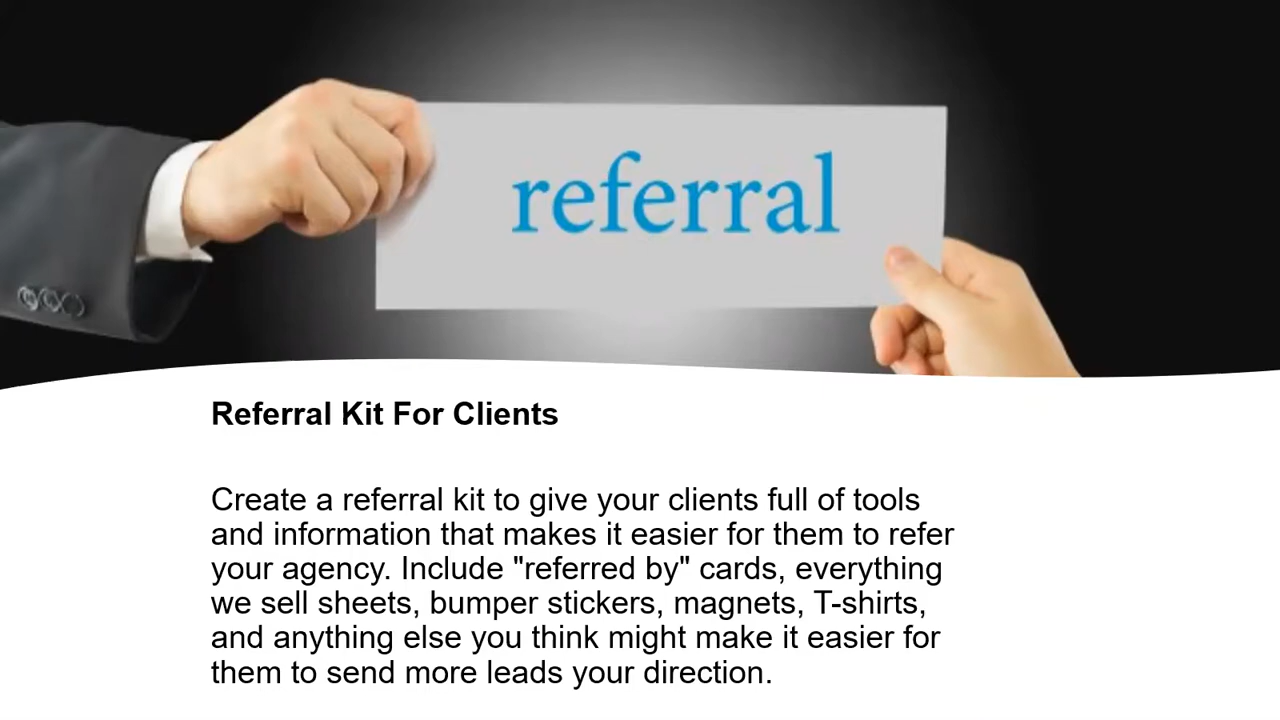 referral
Referral Kit For Clients
Create a referral kit to give your clients full of tools
and information that makes it easier for them to refer
your agency. Include "referred by" cards, everything
we sell sheets, bumper stickers, magnets, T-shirts,
and anything else you think might make it easier for
them to send more leads your direction.